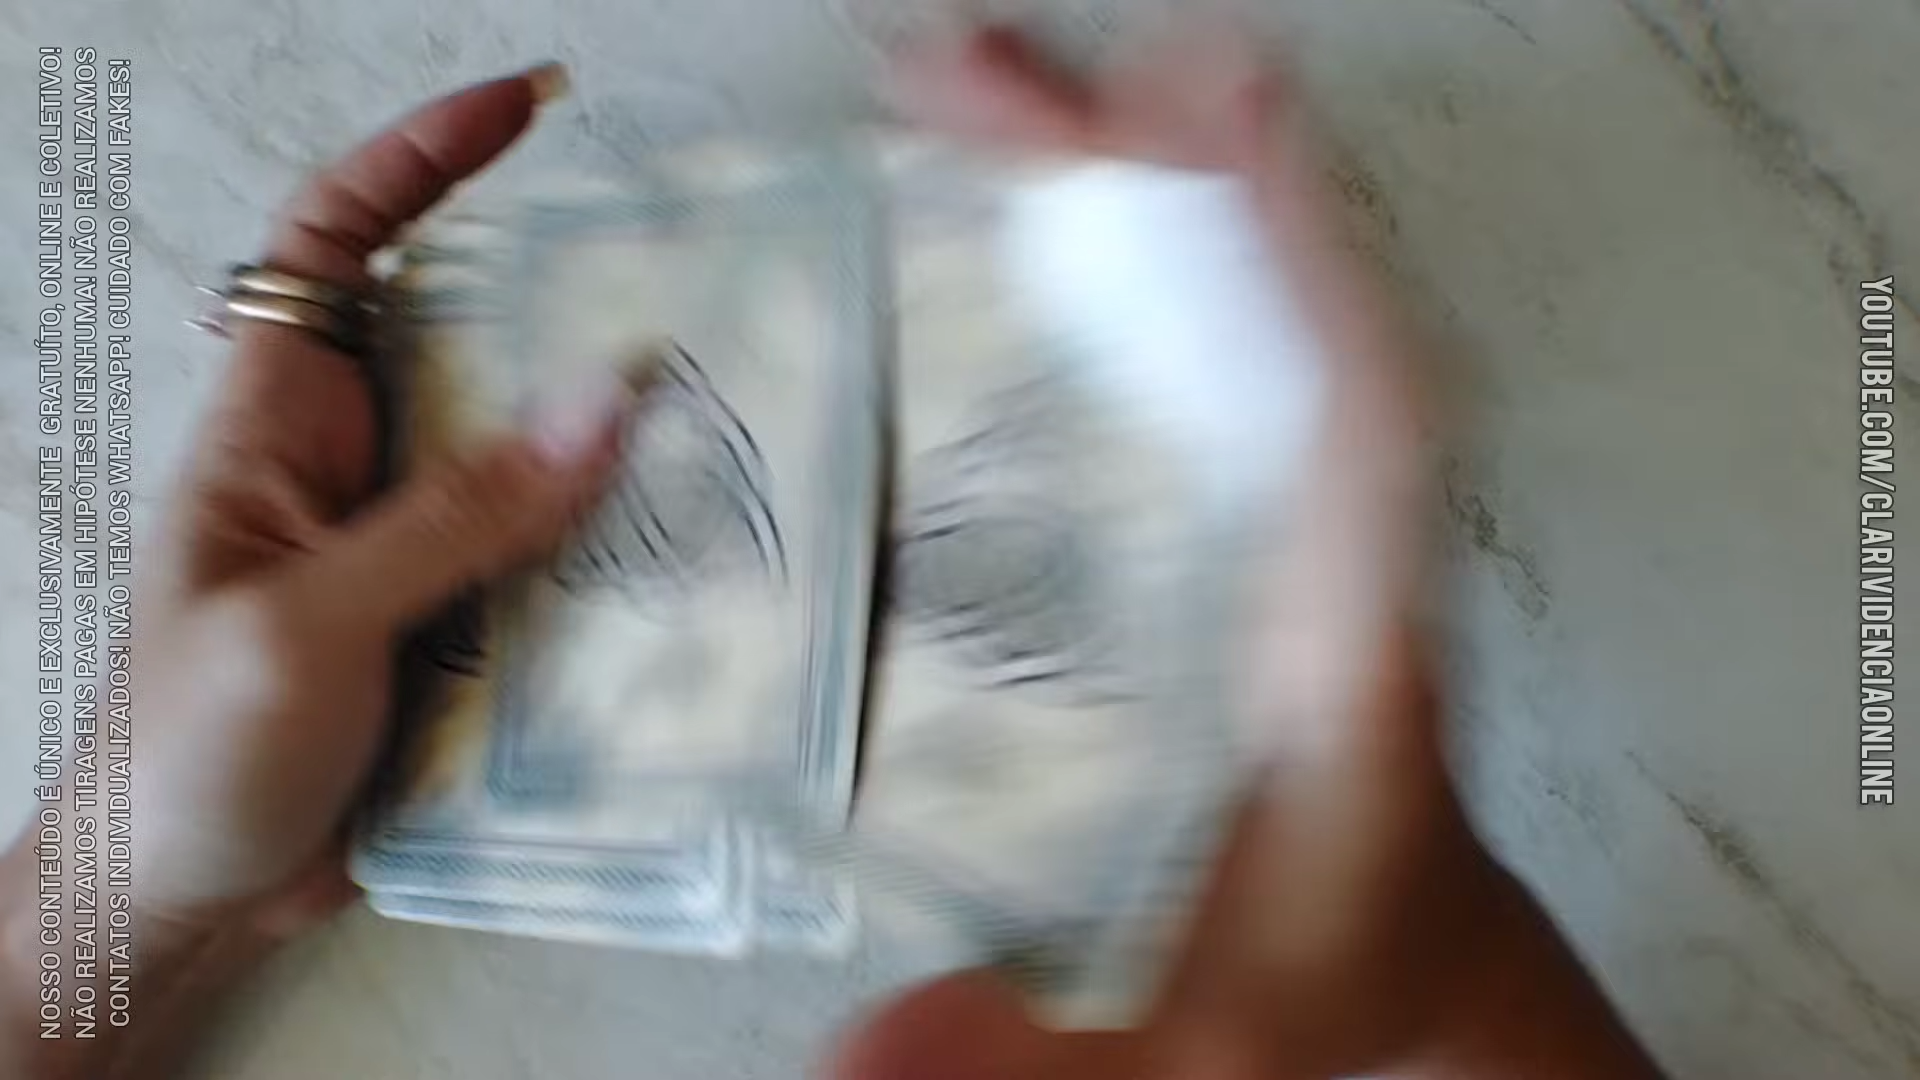 NOSSO CONTEÚDO É ÚNICO E EXCLUSIVAMENTE GRATUÍTO, ONLINE E COLETIVO!
NÃO REALIZAMOS TIRAGENS PAGAS EM HIPÓTESE NENHUMA! NÃO REALIZAMOS
CONTATOS INDIVIDUALIZADOS! NÃO TEMOS WHATSAPP! CUIDADO COM FAKES!
YOUTUBE.COM/CLARIVIDENCIAONLINE